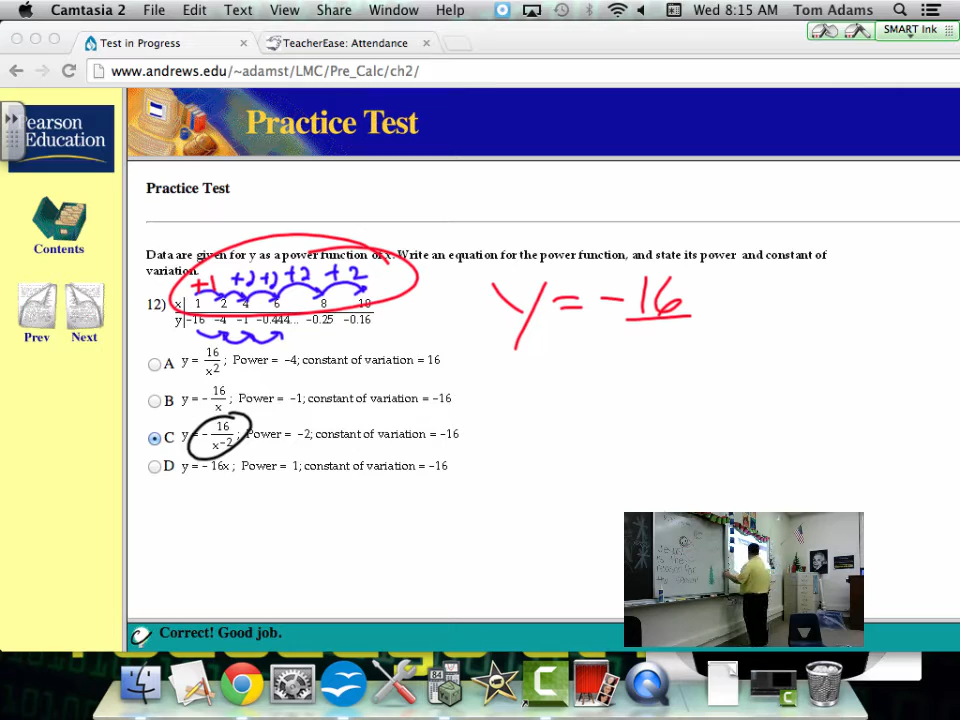 Camtasia 2 File Edit Text View Share Window Help Wed 8:15 AM Tom Adams
SMART Ink
Test in Progress
TeacherEase: Attendance
www.andrews.edu/~adamst/LMC/Pre_Calc/ch2/
Pearson
Education
Practice Test
Contents
Prev Next
Practice Test
Data are given for y as a power function of x. Write an equation for the power function, and state its power and constant of
variation.
+1 +2 +2 +2 +2
12) x 1 2 4 6 8 10
y -16 -4 -1 -0.444... -0.25 -0.16
y = -16
A y = 16/x²; Power = -4; constant of variation = 16
B y = - 16/x; Power = -1; constant of variation = -16
C y = - 16/x⁻²; Power = -2; constant of variation = -16
D y = - 16x; Power = 1; constant of variation = -16
Correct! Good job.